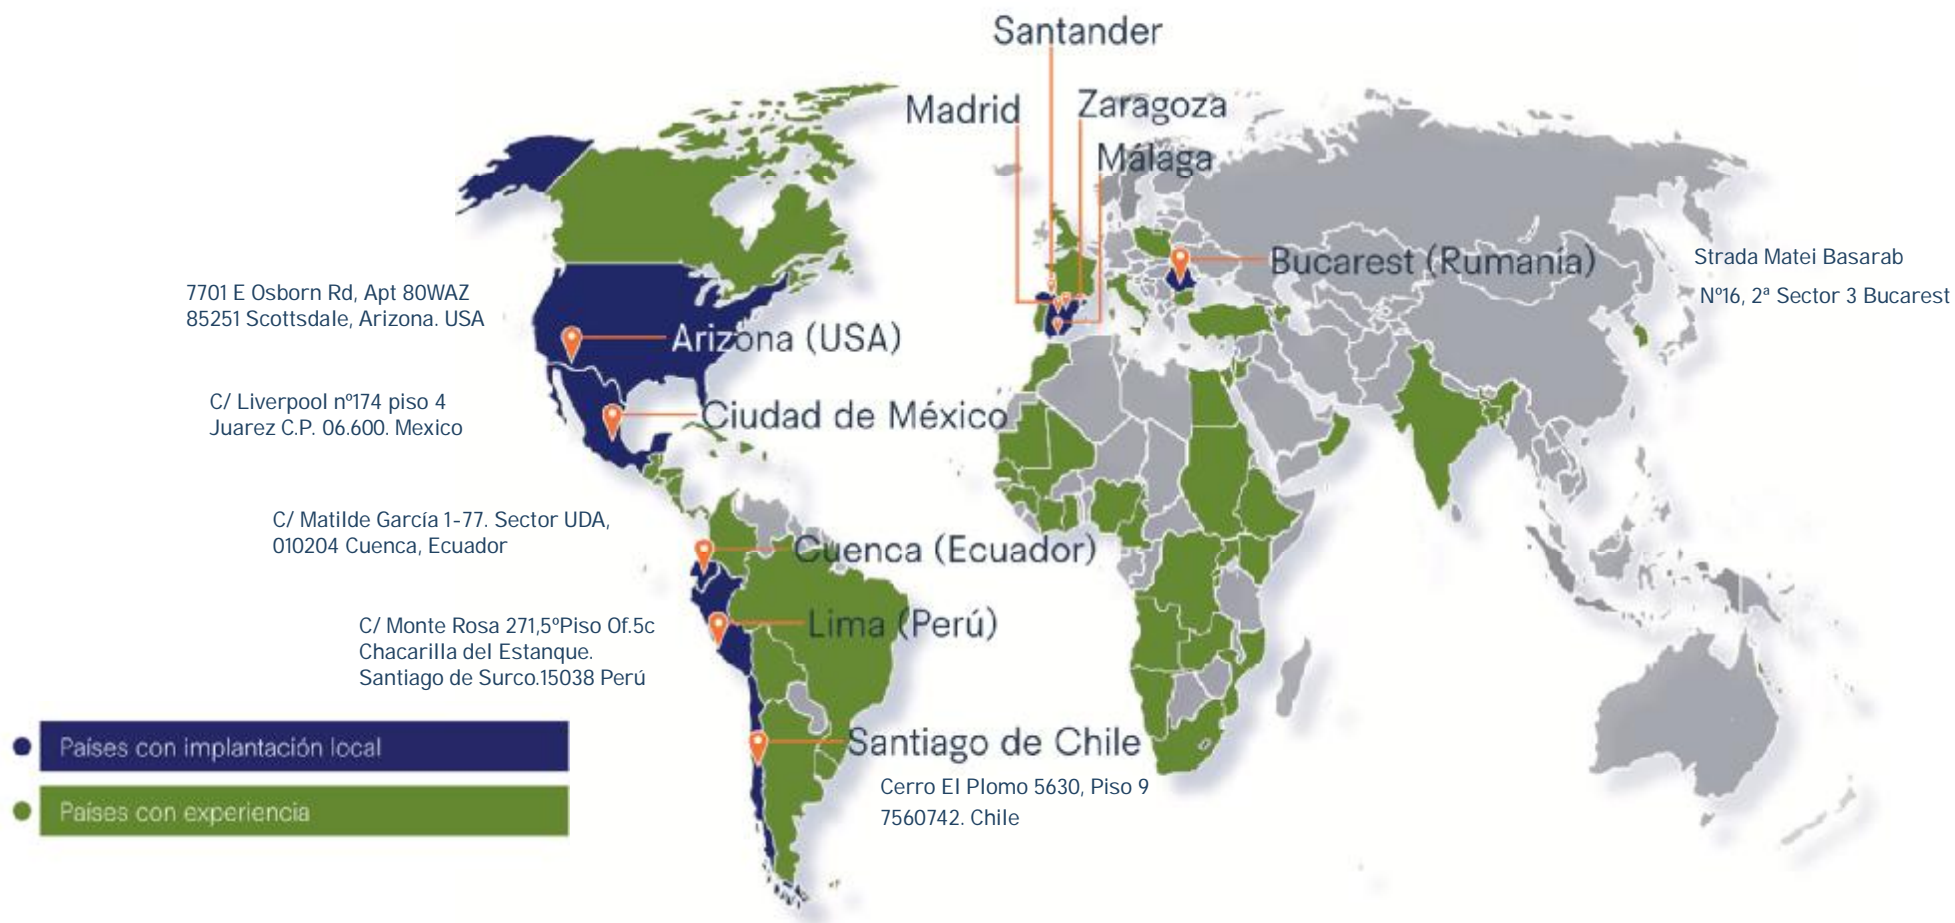 Santander
Madrid
Zaragoza
Málaga
Bucarest (Rumanía)
Strada Matei Basarab
Nº16, 2ª Sector 3 Bucarest
7701 E Osborn Rd, Apt 80WAZ
85251 Scottsdale, Arizona. USA
Arizona (USA)
C/ Liverpool nº174 piso 4
Juarez C.P. 06.600. Mexico
Ciudad de México
C/ Matilde García 1-77. Sector UDA,
010204 Cuenca, Ecuador
Cuenca (Ecuador)
C/ Monte Rosa 271,5ºPiso Of.5c
Chacarilla del Estanque.
Santiago de Surco.15038 Perú
Lima (Perú)
Países con implantación local
Países con experiencia
Santiago de Chile
Cerro El Plomo 5630, Piso 9
7560742. Chile